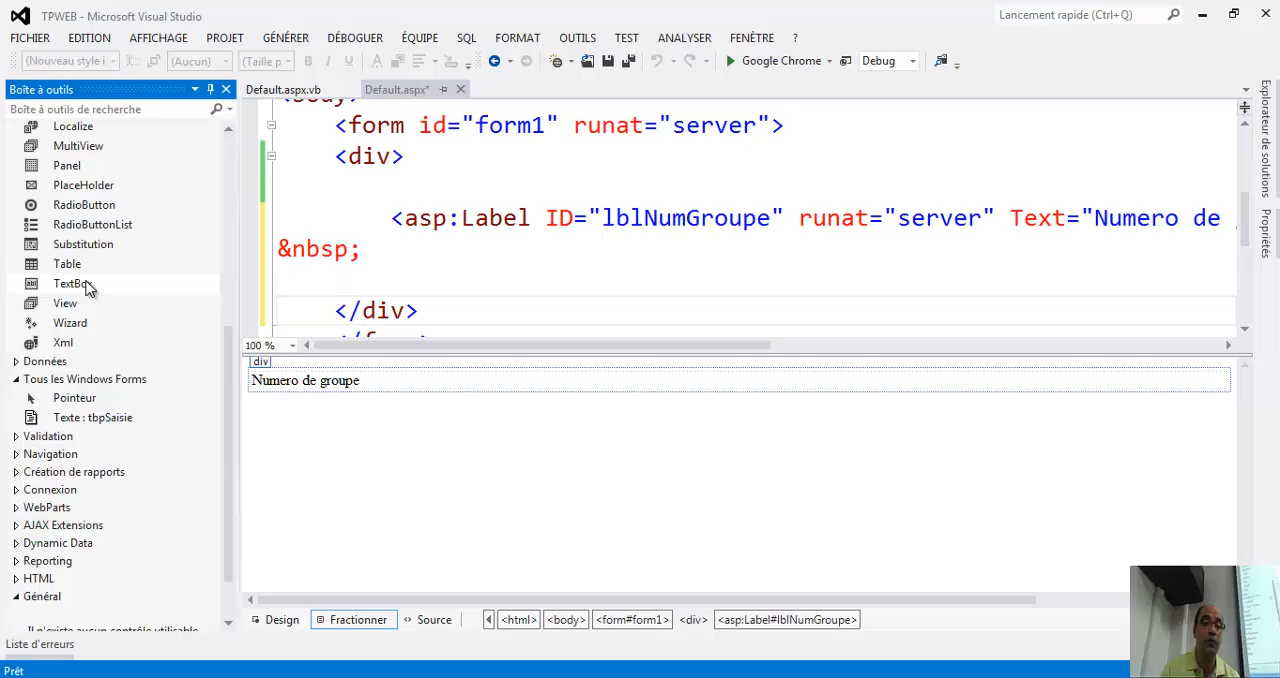 TPWEB - Microsoft Visual Studio
Lancement rapide (Ctrl+Q)
FICHIER EDITION AFFICHAGE PROJET GÉNÉRER DÉBOGUER ÉQUIPE SQL FORMAT OUTILS TEST ANALYSER FENÊTRE ?
(Nouveau style i (Aucun) (Taille p B I U A Google Chrome Debug
Boîte à outils
Default.aspx.vb Default.aspx*
Boîte à outils de recherche
Localize
MultiView
Panel
PlaceHolder
RadioButton
RadioButtonList
Substitution
Table
TextBox
View
Wizard
Xml
Données
Tous les Windows Forms
Pointeur
Texte : tbpSaisie
Validation
Navigation
Création de rapports
Connexion
WebParts
AJAX Extensions
Dynamic Data
Reporting
HTML
Général
Liste d'erreurs
Prêt
<form id="form1" runat="server">
<div>
<asp:Label ID="lblNumGroupe" runat="server" Text="Numero de
&nbsp;
</div>
100 %
div
Numero de groupe
Design Fractionner Source <html> <body> <form#form1> <div> <asp:Label#lblNumGroupe>
Explorateur de solutions
Propriétés